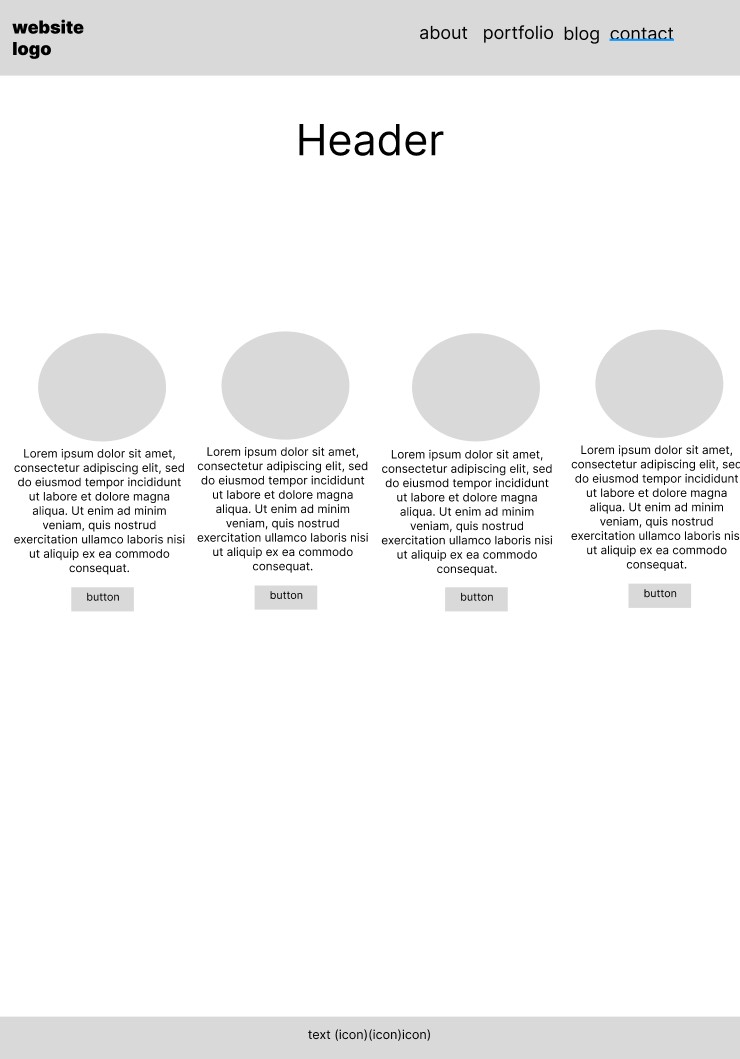 website
logo
about portfolio blog contact
Header
Lorem ipsum dolor sit amet,
consectetur adipiscing elit, sed
do eiusmod tempor incididunt
ut labore et dolore magna
aliqua. Ut enim ad minim
veniam, quis nostrud
exercitation ullamco laboris nisi
ut aliquip ex ea commodo
consequat.
button
Lorem ipsum dolor sit amet,
consectetur adipiscing elit, sed
do eiusmod tempor incididunt
ut labore et dolore magna
aliqua. Ut enim ad minim
veniam, quis nostrud
exercitation ullamco laboris nisi
ut aliquip ex ea commodo
consequat.
button
Lorem ipsum dolor sit amet,
consectetur adipiscing elit, sed
do eiusmod tempor incididunt
ut labore et dolore magna
aliqua. Ut enim ad minim
veniam, quis nostrud
exercitation ullamco laboris nisi
ut aliquip ex ea commodo
consequat.
button
Lorem ipsum dolor sit amet,
consectetur adipiscing elit, sed
do eiusmod tempor incididunt
ut labore et dolore magna
aliqua. Ut enim ad minim
veniam, quis nostrud
exercitation ullamco laboris nis
ut aliquip ex ea commodo
consequat.
button
text (icon)(icon)icon)